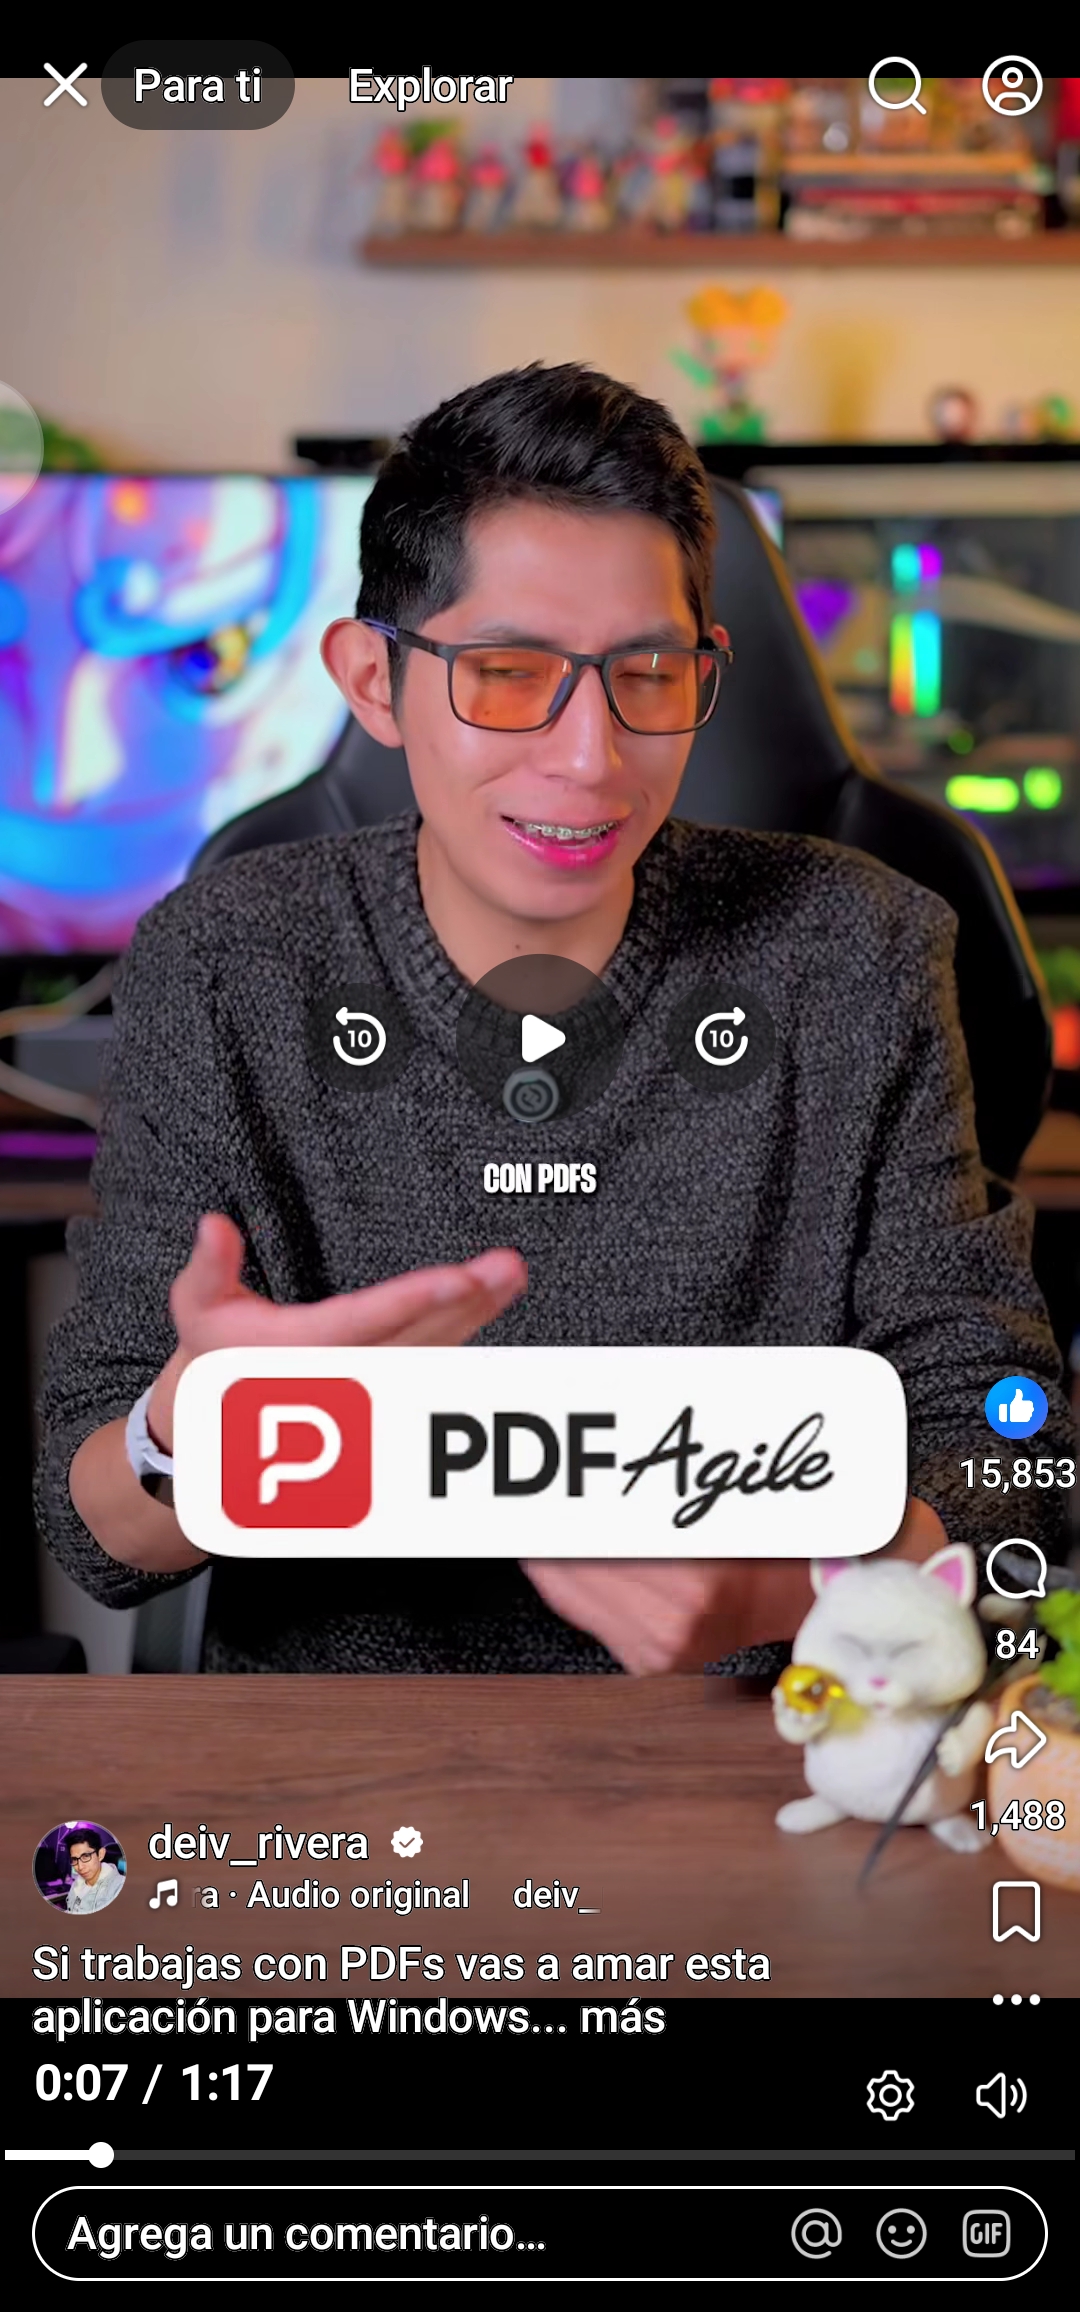 Para ti Explorar
10 10
CON PDFS
P PDF Agile
15,853
84
1,488
deiv_rivera
ra · Audio original deiv_
Si trabajas con PDFs vas a amar esta
aplicación para Windows... más
0:07 / 1:17
Agrega un comentario...
GIF